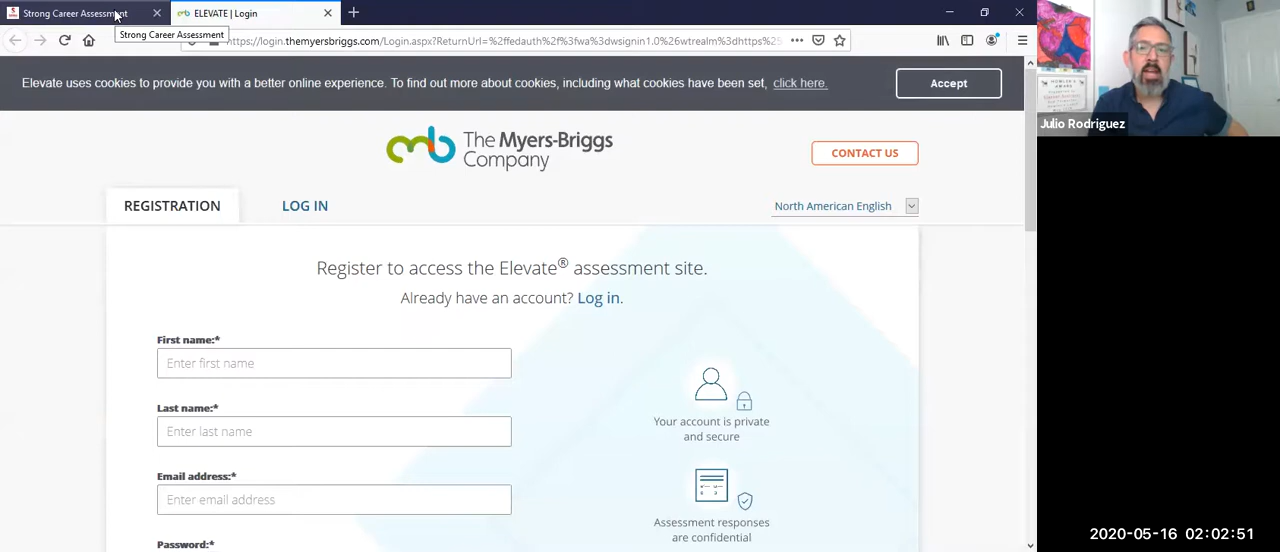 Strong Career Assessment
ELEVATE | Login
Strong Career Assessment
https://login.themyersbriggs.com/Login.aspx?ReturnUrl=%2fedauth%2f%3fwa%3dwsignin1.0%26wtrealm%3dhttps%25
Elevate uses cookies to provide you with a better online experience. To find out more about cookies, including what cookies have been set, click here.
Accept
The Myers-Briggs
Company
CONTACT US
REGISTRATION
LOG IN
North American English
Register to access the Elevate® assessment site.
Already have an account? Log in.
First name:*
Enter first name
Last name:*
Enter last name
Email address:*
Enter email address
Password:*
Your account is private
and secure
Assessment responses
are confidential
Julio Rodriguez
2020-05-16 02:02:51